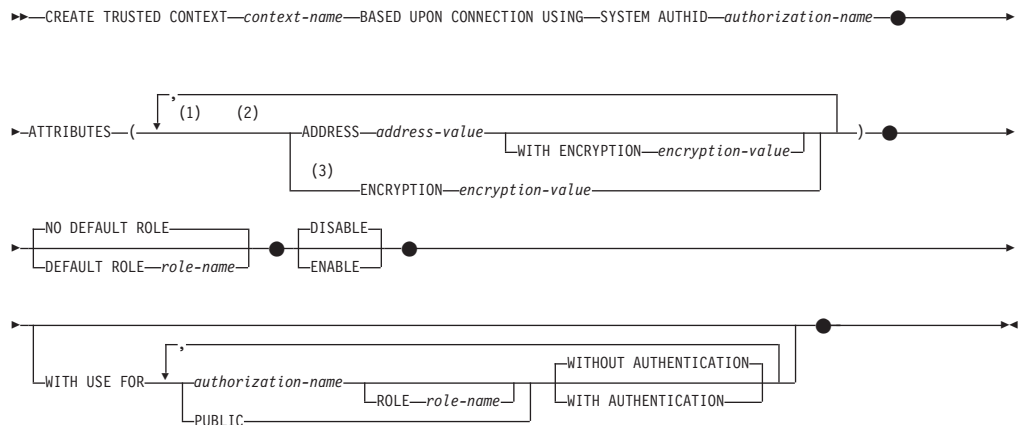 CREATE TRUSTED CONTEXT context-name BASED UPON CONNECTION USING SYSTEM AUTHID authorization-name
,
(1) (2)
ATTRIBUTES ( ADDRESS address-value )
WITH ENCRYPTION encryption-value
(3)
ENCRYPTION encryption-value
NO DEFAULT ROLE DISABLE
DEFAULT ROLE role-name ENABLE
,
WITHOUT AUTHENTICATION
WITH USE FOR authorization-name
ROLE role-name WITH AUTHENTICATION
PUBLIC